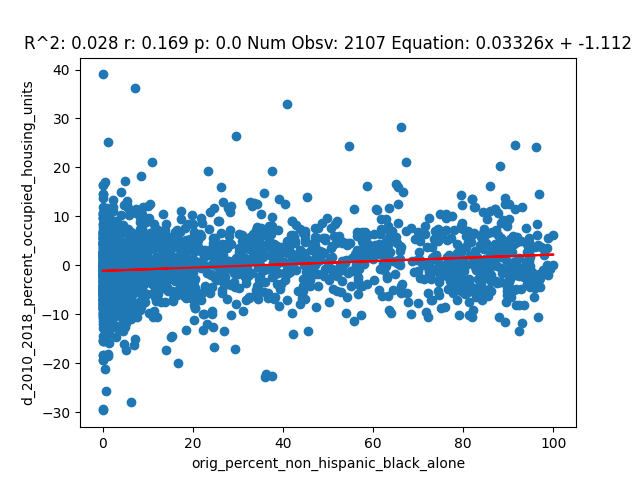 R^2: 0.028 r: 0.169 p: 0.0 Num Obsv: 2107 Equation: 0.03326x + -1.112
d_2010_2018_percent_occupied_housing_units
40
30
20
10
0
−10
−20
−30
0 20 40 60 80 100
orig_percent_non_hispanic_black_alone